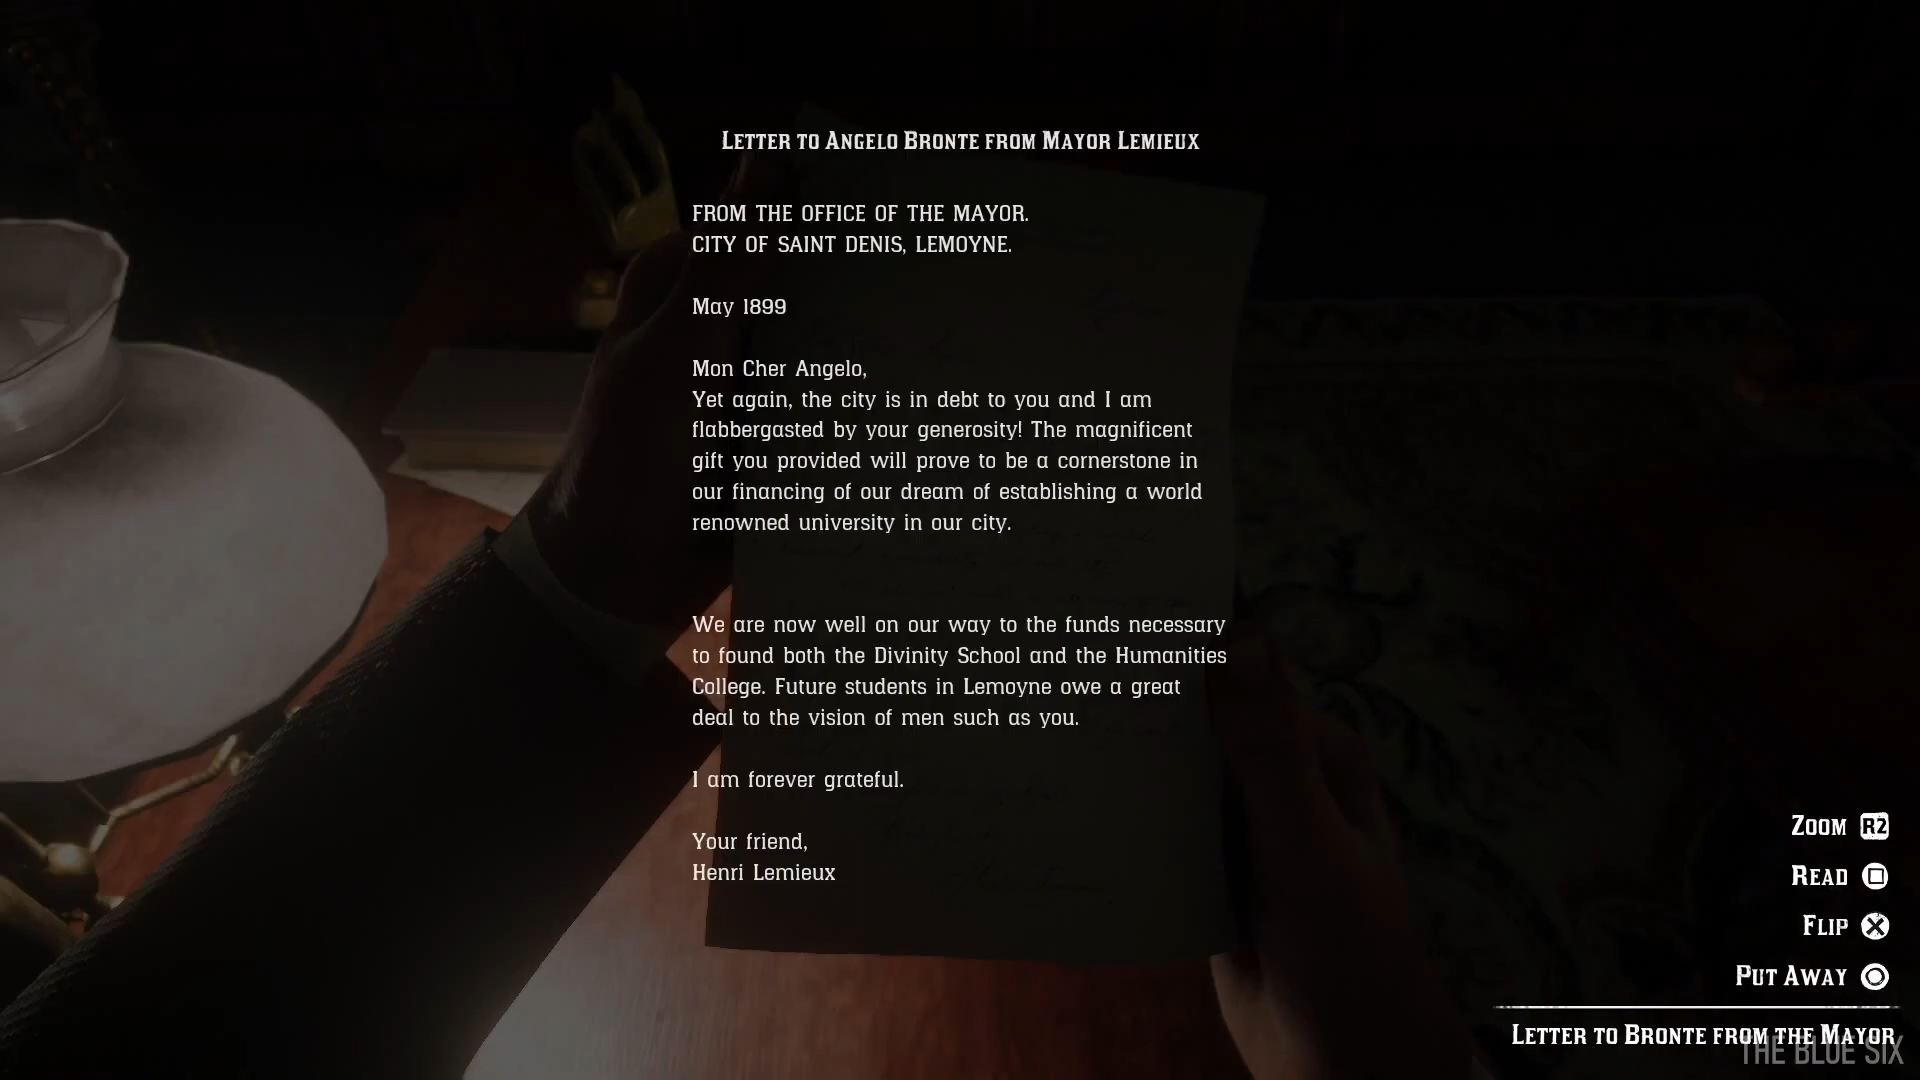 Letter to Angelo Bronte from Mayor Lemieux
FROM THE OFFICE OF THE MAYOR.
CITY OF SAINT DENIS, LEMOYNE.
May 1899
Mon Cher Angelo,
Yet again, the city is in debt to you and I am
flabbergasted by your generosity! The magnificent
gift you provided will prove to be a cornerstone in
our financing of our dream of establishing a world
renowned university in our city.
We are now well on our way to the funds necessary
to found both the Divinity School and the Humanities
College. Future students in Lemoyne owe a great
deal to the vision of men such as you.
I am forever grateful.
Your friend,
Henri Lemieux
Zoom R2
Read
Flip
Put Away
Letter to Bronte from the Mayor
THE BLUE SIX